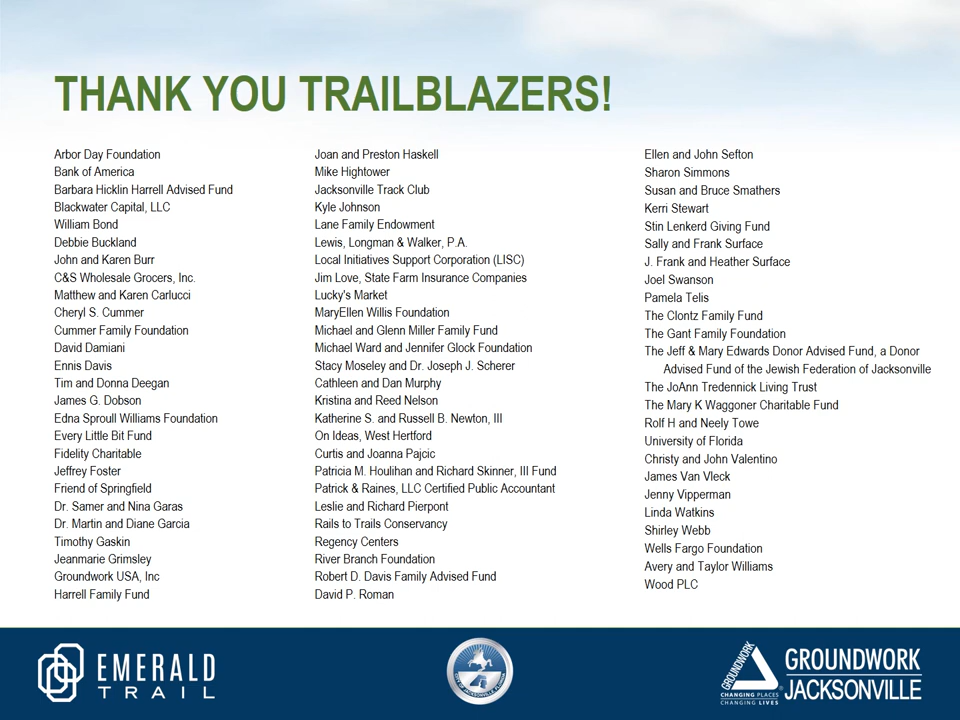 THANK YOU TRAILBLAZERS!
Arbor Day Foundation
Bank of America
Barbara Hicklin Harrell Advised Fund
Blackwater Capital, LLC
William Bond
Debbie Buckland
John and Karen Burr
C&S Wholesale Grocers, Inc.
Matthew and Karen Carlucci
Cheryl S. Cummer
Cummer Family Foundation
David Damiani
Ennis Davis
Tim and Donna Deegan
James G. Dobson
Edna Sproull Williams Foundation
Every Little Bit Fund
Fidelity Charitable
Jeffrey Foster
Friend of Springfield
Dr. Samer and Nina Garas
Dr. Martin and Diane Garcia
Timothy Gaskin
Jeanmarie Grimsley
Groundwork USA, Inc
Harrell Family Fund
Joan and Preston Haskell
Mike Hightower
Jacksonville Track Club
Kyle Johnson
Lane Family Endowment
Lewis, Longman & Walker, P.A.
Local Initiatives Support Corporation (LISC)
Jim Love, State Farm Insurance Companies
Lucky's Market
MaryEllen Willis Foundation
Michael and Glenn Miller Family Fund
Michael Ward and Jennifer Glock Foundation
Stacy Moseley and Dr. Joseph J. Scherer
Cathleen and Dan Murphy
Kristina and Reed Nelson
Katherine S. and Russell B. Newton, III
On Ideas, West Hertford
Curtis and Joanna Pajcic
Patricia M. Houlihan and Richard Skinner, III Fund
Patrick & Raines, LLC Certified Public Accountant
Leslie and Richard Pierpont
Rails to Trails Conservancy
Regency Centers
River Branch Foundation
Robert D. Davis Family Advised Fund
David P. Roman
Ellen and John Sefton
Sharon Simmons
Susan and Bruce Smathers
Kerri Stewart
Stin Lenkerd Giving Fund
Sally and Frank Surface
J. Frank and Heather Surface
Joel Swanson
Pamela Telis
The Clontz Family Fund
The Gant Family Foundation
The Jeff & Mary Edwards Donor Advised Fund, a Donor
Advised Fund of the Jewish Federation of Jacksonville
The JoAnn Tredennick Living Trust
The Mary K Waggoner Charitable Fund
Rolf H and Neely Towe
University of Florida
Christy and John Valentino
James Van Vleck
Jenny Vipperman
Linda Watkins
Shirley Webb
Wells Fargo Foundation
Avery and Taylor Williams
Wood PLC
EMERALD
TRAIL
CITY OF JACKSONVILLE, FLORIDA
GROUNDWORK
CHANGING PLACES
CHANGING LIVES
GROUNDWORK
JACKSONVILLE